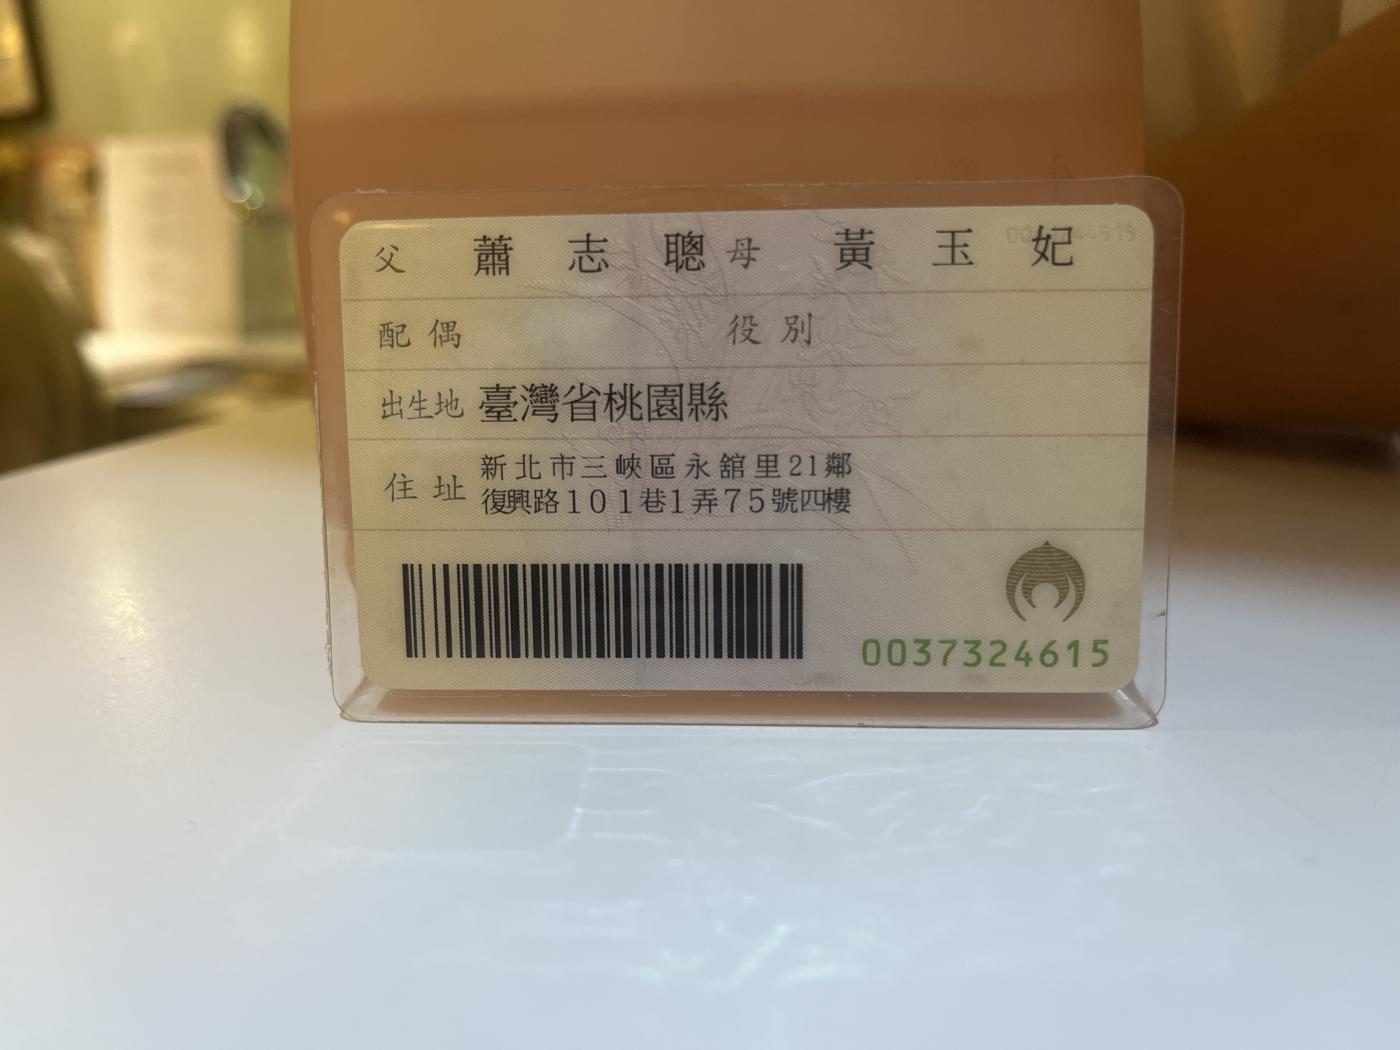 父 蕭志聰 母 黃玉妃
配偶 役別
出生地 臺灣省桃園縣
住址 新北市三峽區永舘里21鄰
復興路101巷1弄75號四樓
0037324615